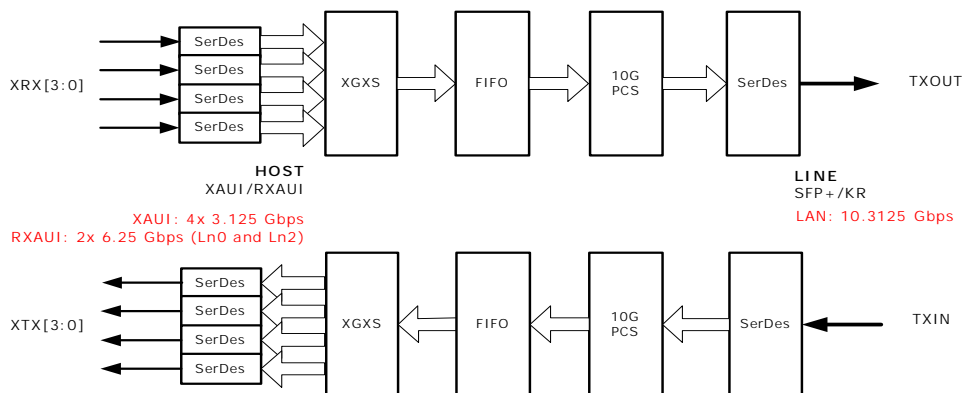 SerDes
SerDes
SerDes
SerDes
XRX[3:0]
XGXS
FIFO
10G
PCS
SerDes
TXOUT
HOST
XAUI/RXAUI
XAUI: 4x 3.125 Gbps
RXAUI: 2x 6.25 Gbps (Ln0 and Ln2)
LINE
SFP+/KR
LAN: 10.3125 Gbps
SerDes
SerDes
SerDes
SerDes
XTX[3:0]
XGXS
FIFO
10G
PCS
SerDes
TXIN